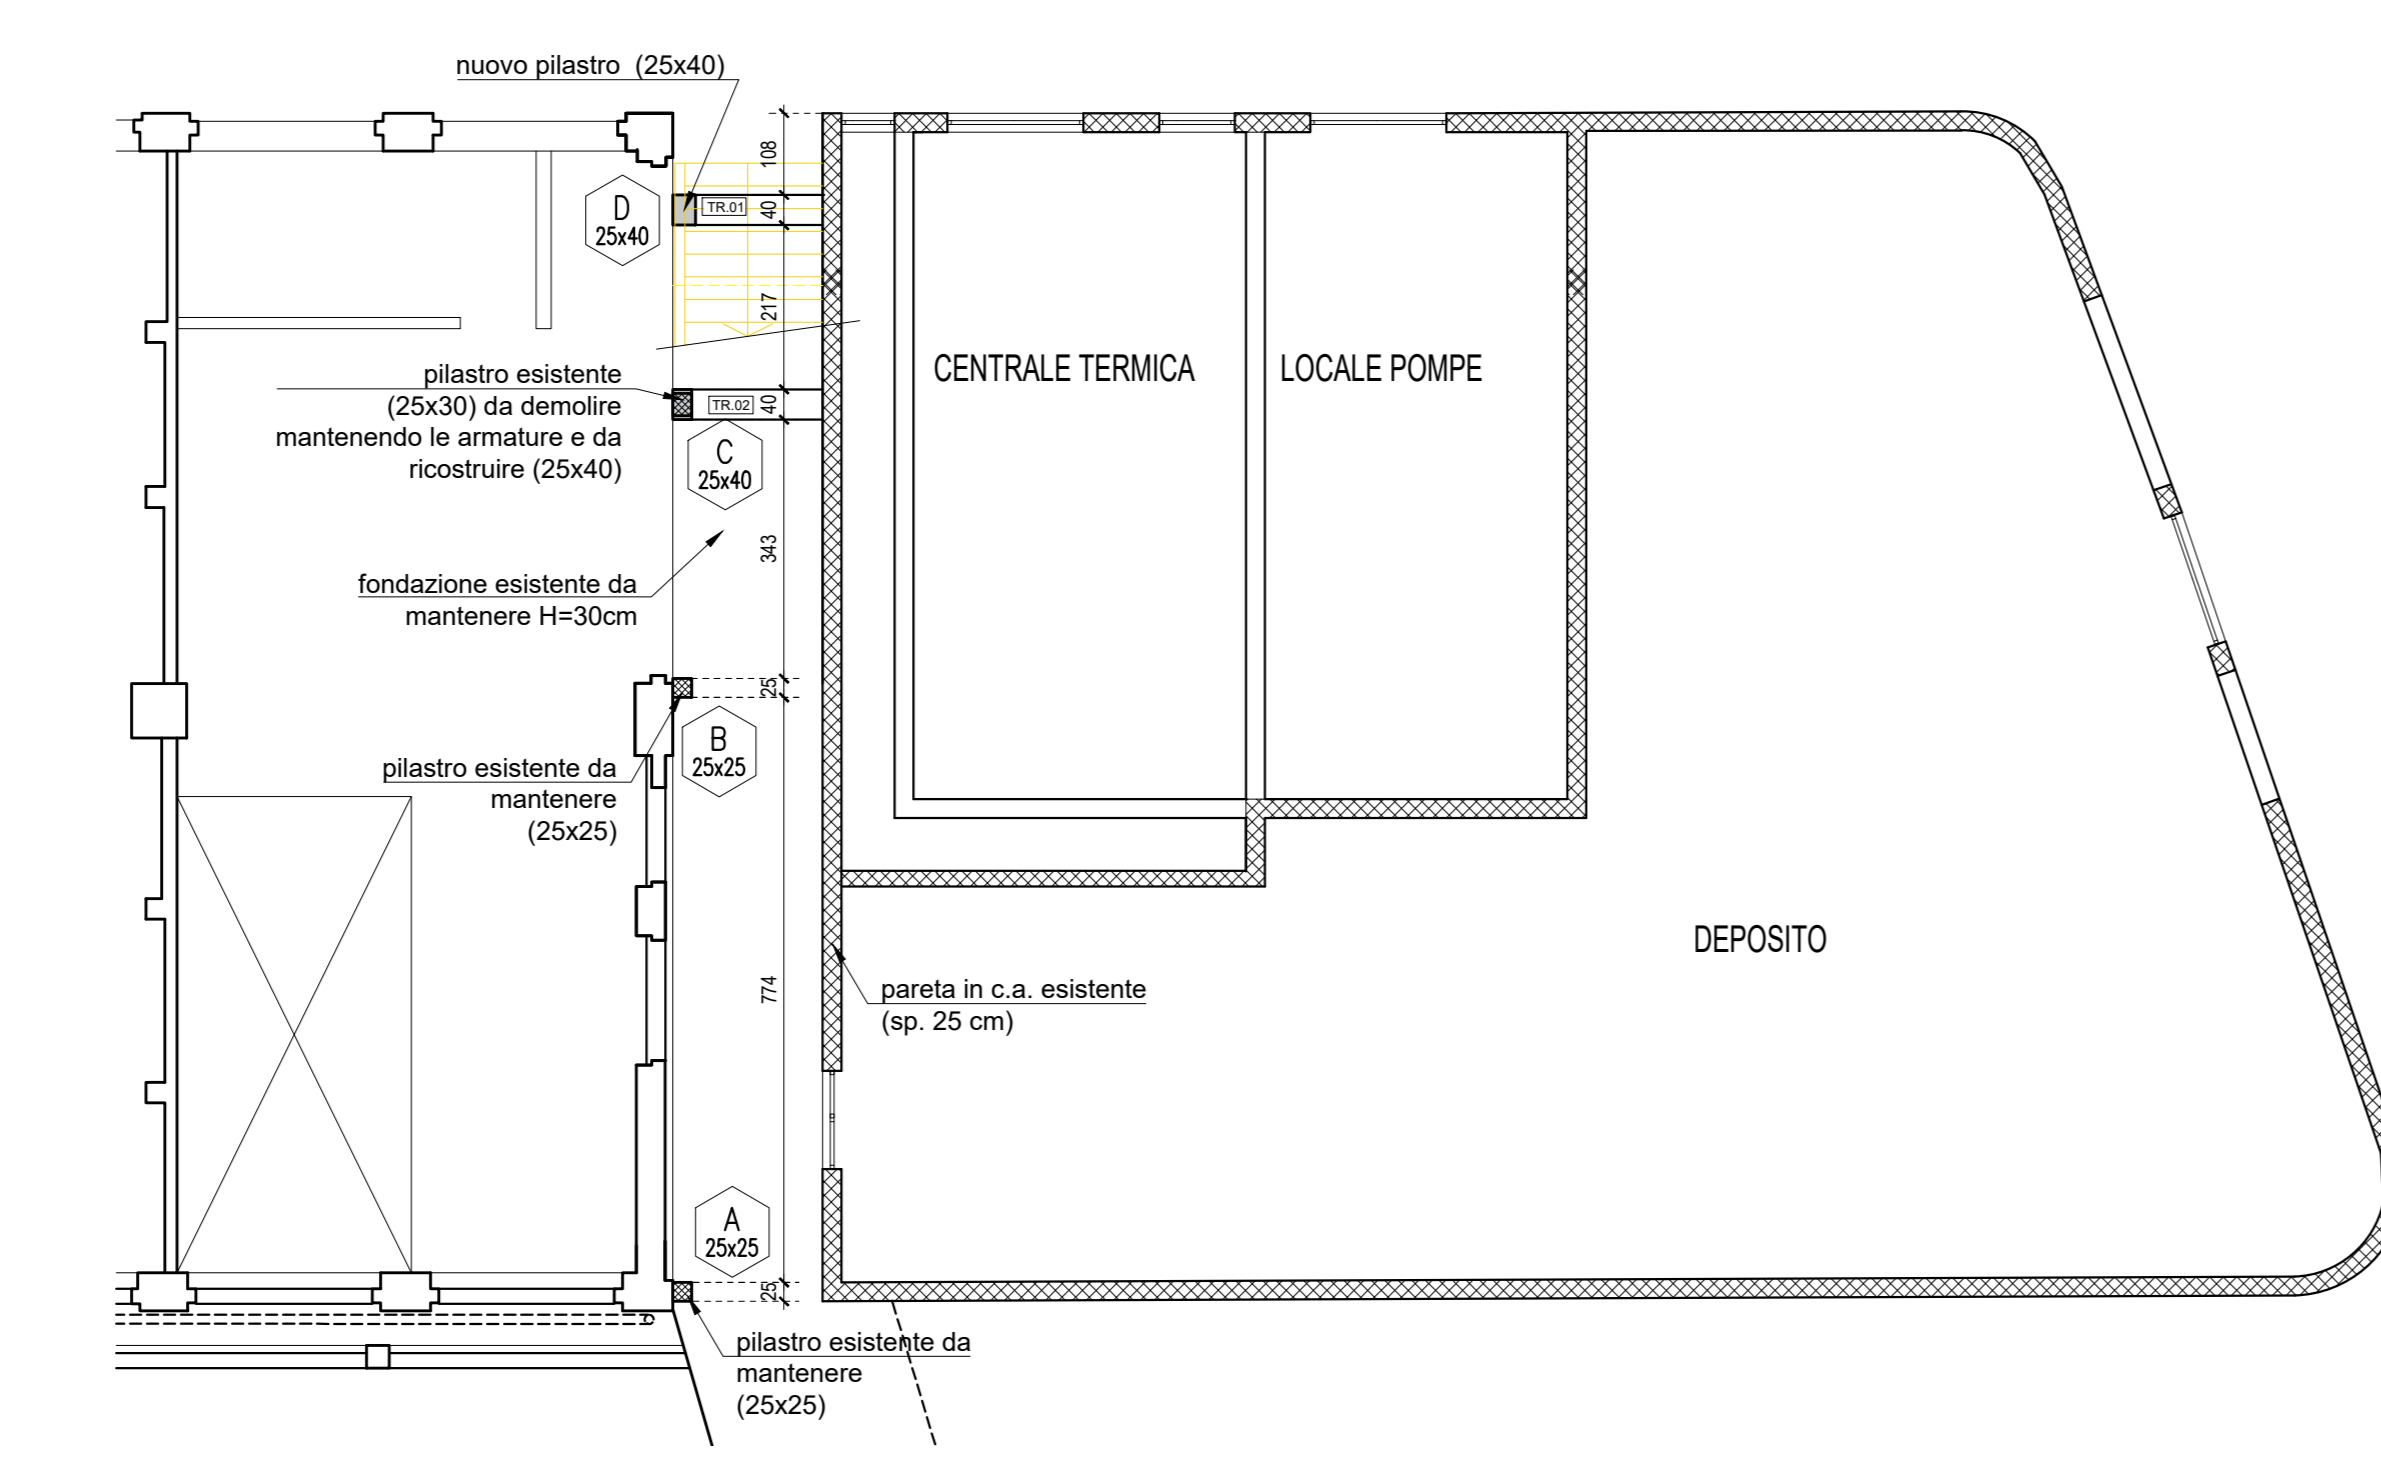 nuovo pilastro  (25x40)
108
D
25x40
TR.01
40
217
CENTRALE TERMICA
LOCALE POMPE
pilastro esistente
(25x30) da demolire
mantenendo le armature e da
ricostruire (25x40)
TR.02
40
C
25x40
343
fondazione esistente da
mantenere H=30cm
25
B
25x25
pilastro esistente da
mantenere
(25x25)
DEPOSITO
774
pareta in c.a. esistente
(sp. 25 cm)
A
25x25
25
pilastro esistente da
mantenere
(25x25)